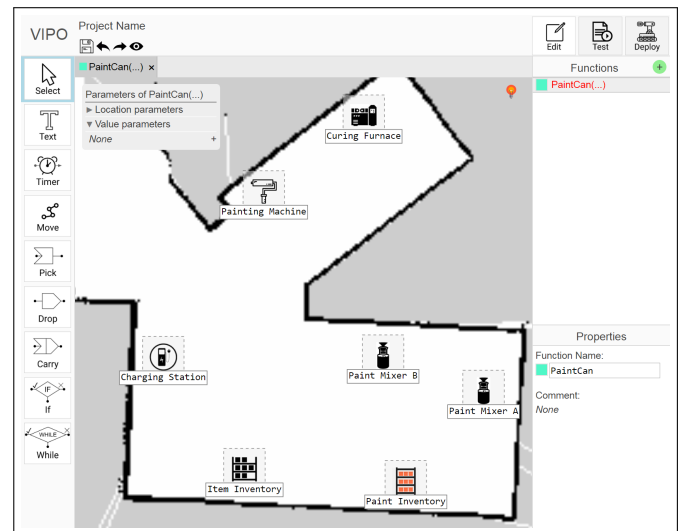 VIPO
Project Name
Edit
Test
Deploy
PaintCan(...) ×
Functions
+
PaintCan(...)
Parameters of PaintCan(...)
▶ Location parameters
▼ Value parameters
None +
Select
Text
Timer
Move
Pick
Drop
Carry
IF
If
WHILE
While
Curing Furnace
Painting Machine
Charging Station
Paint Mixer B
Paint Mixer A
Item Inventory
Paint Inventory
Properties
Function Name:
PaintCan
Comment:
None